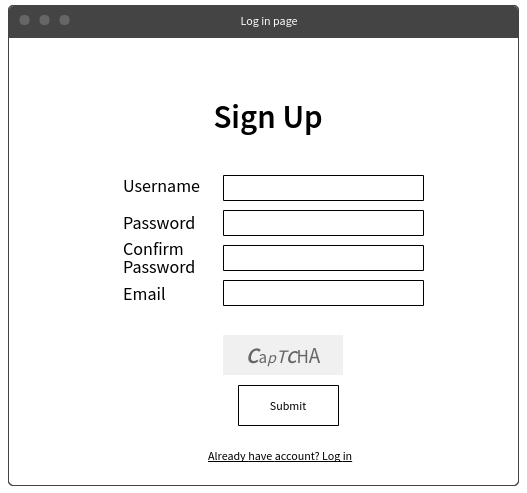 Log in page
Sign Up
Username
Password
Confirm
Password
Email
CapTCHA
Submit
Already have account? Log in